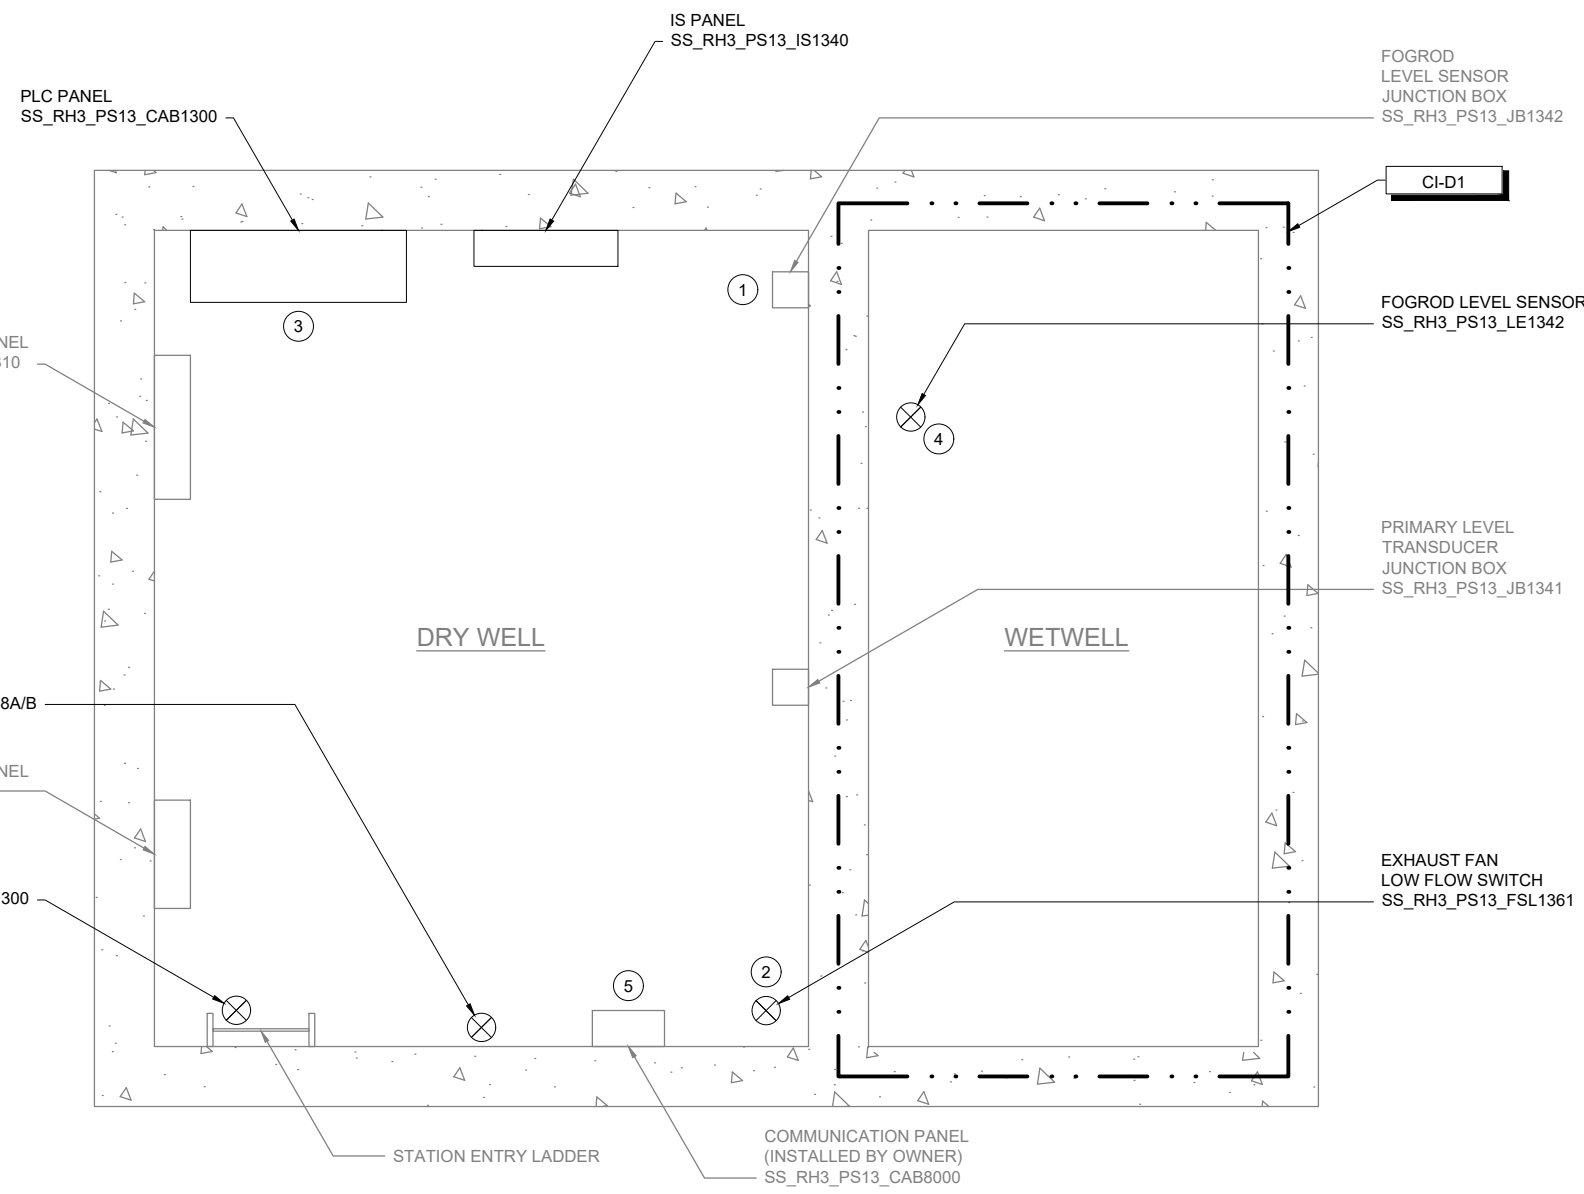 IS PANEL
SS_RH3_PS13_IS1340
FOGROD
LEVEL SENSOR
JUNCTION BOX
SS_RH3_PS13_JB1342
PLC PANEL
SS_RH3_PS13_CAB1300
CI-D1
1
FOGROD LEVEL SENSOR
SS_RH3_PS13_LE1342
3
NEL
310
4
PRIMARY LEVEL
TRANSDUCER
JUNCTION BOX
SS_RH3_PS13_JB1341
DRY WELL
WETWELL
8A/B
NEL
EXHAUST FAN
LOW FLOW SWITCH
SS_RH3_PS13_FSL1361
300
2
5
STATION ENTRY LADDER
COMMUNICATION PANEL
(INSTALLED BY OWNER)
SS_RH3_PS13_CAB8000